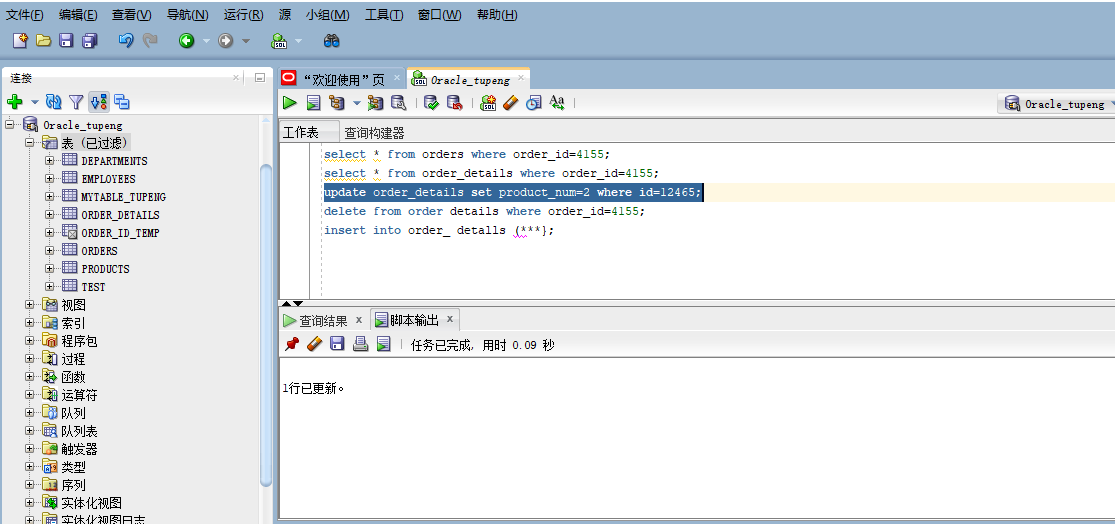 文件(F) 编辑(E) 查看(V) 导航(N) 运行(R) 源 小组(M) 工具(T) 窗口(W) 帮助(H)
连接
Oracle_tupeng
表 (已过滤)
DEPARTMENTS
EMPLOYEES
MYTABLE_TUPENG
ORDER_DETAILS
ORDER_ID_TEMP
ORDERS
PRODUCTS
TEST
视图
索引
程序包
过程
函数
运算符
队列
队列表
触发器
类型
序列
实体化视图
实体化视图日志
“欢迎使用”页 Oracle_tupeng
Oracle_tupeng
工作表 查询构建器
select * from orders where order_id=4155;
select * from order_details where order_id=4155;
update order_details set product_num=2 where id=12465;
delete from order details where order_id=4155;
insert into order_ detalls (***};
查询结果 x 脚本输出 x
任务已完成, 用时 0.09 秒
1行已更新。